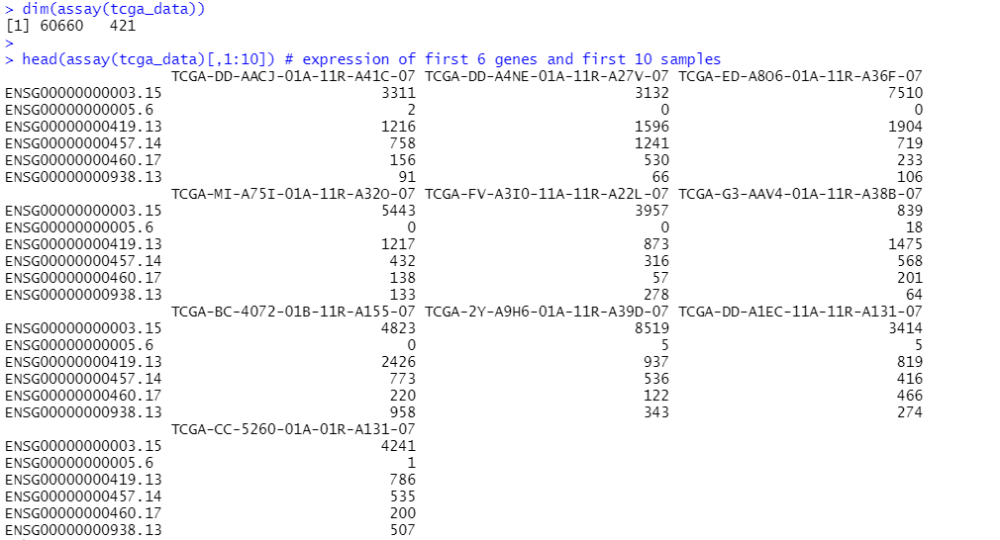 > dim(assay(tcga_data))
[1] 60660   421
>
> head(assay(tcga_data)[,1:10]) # expression of first 6 genes and first 10 samples
                   TCGA-DD-AACJ-01A-11R-A41C-07 TCGA-DD-A4NE-01A-11R-A27V-07 TCGA-ED-A8O6-01A-11R-A36F-07
ENSG00000000003.15                         3311                         3132                         7510
ENSG00000000005.6                             2                            0                            0
ENSG00000000419.13                         1216                         1596                         1904
ENSG00000000457.14                          758                         1241                          719
ENSG00000000460.17                          156                          530                          233
ENSG00000000938.13                           91                           66                          106
                   TCGA-MI-A75I-01A-11R-A32O-07 TCGA-FV-A3I0-11A-11R-A22L-07 TCGA-G3-AAV4-01A-11R-A38B-07
ENSG00000000003.15                         5443                         3957                          839
ENSG00000000005.6                             0                            0                           18
ENSG00000000419.13                         1217                          873                         1475
ENSG00000000457.14                          432                          316                          568
ENSG00000000460.17                          138                           57                          201
ENSG00000000938.13                          133                          278                           64
                   TCGA-BC-4072-01B-11R-A155-07 TCGA-2Y-A9H6-01A-11R-A39D-07 TCGA-DD-A1EC-11A-11R-A131-07
ENSG00000000003.15                         4823                         8519                         3414
ENSG00000000005.6                             0                            5                            5
ENSG00000000419.13                         2426                          937                          819
ENSG00000000457.14                          773                          536                          416
ENSG00000000460.17                          220                          122                          466
ENSG00000000938.13                          958                          343                          274
                   TCGA-CC-5260-01A-01R-A131-07
ENSG00000000003.15                         4241
ENSG00000000005.6                             1
ENSG00000000419.13                          786
ENSG00000000457.14                          535
ENSG00000000460.17                          200
ENSG00000000938.13                          507